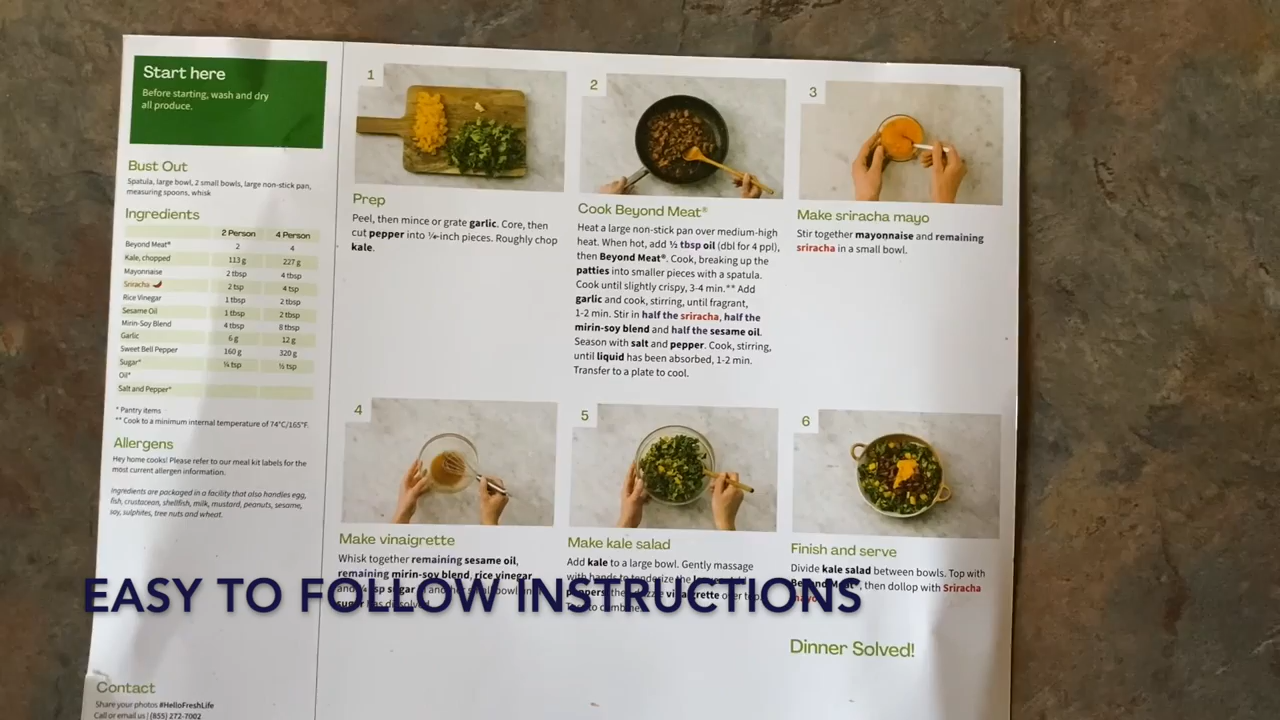 Start here
Before starting, wash and dry
all produce.
Bust Out
Spatula, large bowl, 2 small bowls, large non-stick pan,
measuring spoons, whisk
Ingredients
2 Person 4 Person
Beyond Meat® 2 4
Kale, chopped 113 g 227 g
Mayonnaise 2 tbsp 4 tbsp
Sriracha 2 tsp 4 tsp
Rice Vinegar 1 tbsp 2 tbsp
Sesame Oil 1 tbsp 2 tbsp
Mirin-Soy Blend 4 tbsp 8 tbsp
Garlic 6 g 12 g
Sweet Bell Pepper 160 g 320 g
Sugar* ¼ tsp ½ tsp
Oil*
Salt and Pepper*
* Pantry items
** Cook to a minimum internal temperature of 74°C/165°F.
Allergens
Hey home cooks! Please refer to our meal kit labels for the
most current allergen information.
Ingredients are packaged in a facility that also handles egg,
fish, crustacean, shellfish, milk, mustard, peanuts, sesame,
soy, sulphites, tree nuts and wheat.
Contact
Share your photos #HelloFreshLife
Call or email us | (855) 272-7002
1
Prep
Peel, then mince or grate garlic. Core, then
cut pepper into ¼-inch pieces. Roughly chop
kale.
2
Cook Beyond Meat®
Heat a large non-stick pan over medium-high
heat. When hot, add ½ tbsp oil (dbl for 4 ppl),
then Beyond Meat®. Cook, breaking up the
patties into smaller pieces with a spatula.
Cook until slightly crispy, 3-4 min.** Add
garlic and cook, stirring, until fragrant,
1-2 min. Stir in half the sriracha, half the
mirin-soy blend and half the sesame oil.
Season with salt and pepper. Cook, stirring,
until liquid has been absorbed, 1-2 min.
Transfer to a plate to cool.
3
Make sriracha mayo
Stir together mayonnaise and remaining
sriracha in a small bowl.
4
Make vinaigrette
Whisk together remaining sesame oil,
remaining mirin-soy blend, rice vinegar
and sugar
sugar has dissolved
5
Make kale salad
Add kale to a large bowl. Gently massage
with hands to tenderize the
peppers, vinaigrette over top.
to combine.
6
Finish and serve
Divide kale salad between bowls. Top with
Beyond Meat®, then dollop with Sriracha
mayo
Dinner Solved!
EASY TO FOLLOW INSTRUCTIONS